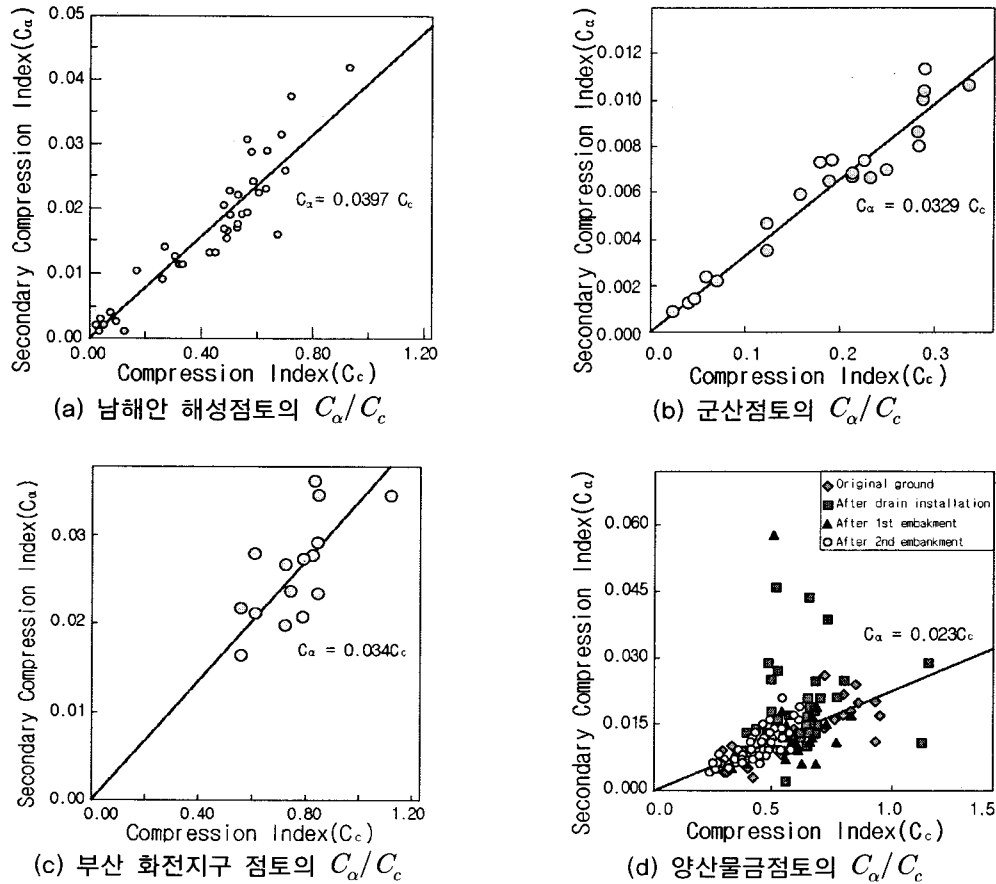 0.05
0.04
0.03
0.02
0.01
0.00
0.00 0.40 0.80 1.20
Secondary Compression Index(Cα)
Compression Index(Cc)
Cα = 0.0397 Cc
(a) 남해안 해성점토의 Cα/Cc
0.012
0.010
0.008
0.006
0.004
0.002
0.000
0.0 0.1 0.2 0.3
Secondary Compression Index(Cα)
Compression Index(Cc)
Cα = 0.0329 Cc
(b) 군산점토의 Cα/Cc
0.03
0.02
0.01
0.00
0.00 0.40 0.80 1.20
Secondary Compression Index(Cα)
Compression Index(Cc)
Cα = 0.034Cc
(c) 부산 화전지구 점토의 Cα/Cc
Original ground
After drain installation
After 1st embakment
After 2nd embankment
0.060
0.045
0.030
0.015
0.000
0.0 0.5 1.0 1.5
Secondary Compression Index(Cα)
Compression Index(Cc)
Cα = 0.023Cc
(d) 양산물금점토의 Cα/Cc